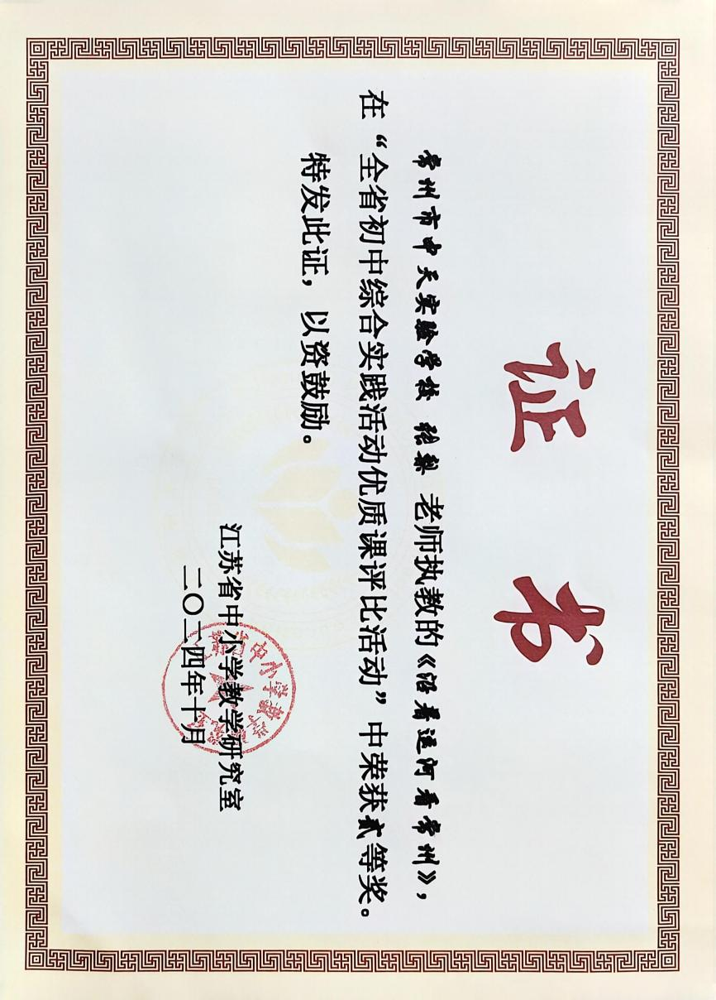 证书
常州市中天实验学校 张梨 老师执教的《沿着运河看常州》，
在“全省初中综合实践活动优质课评比活动”中荣获贰等奖。
特发此证，以资鼓励。
江苏省中小学教学研究室
二〇二四年十月